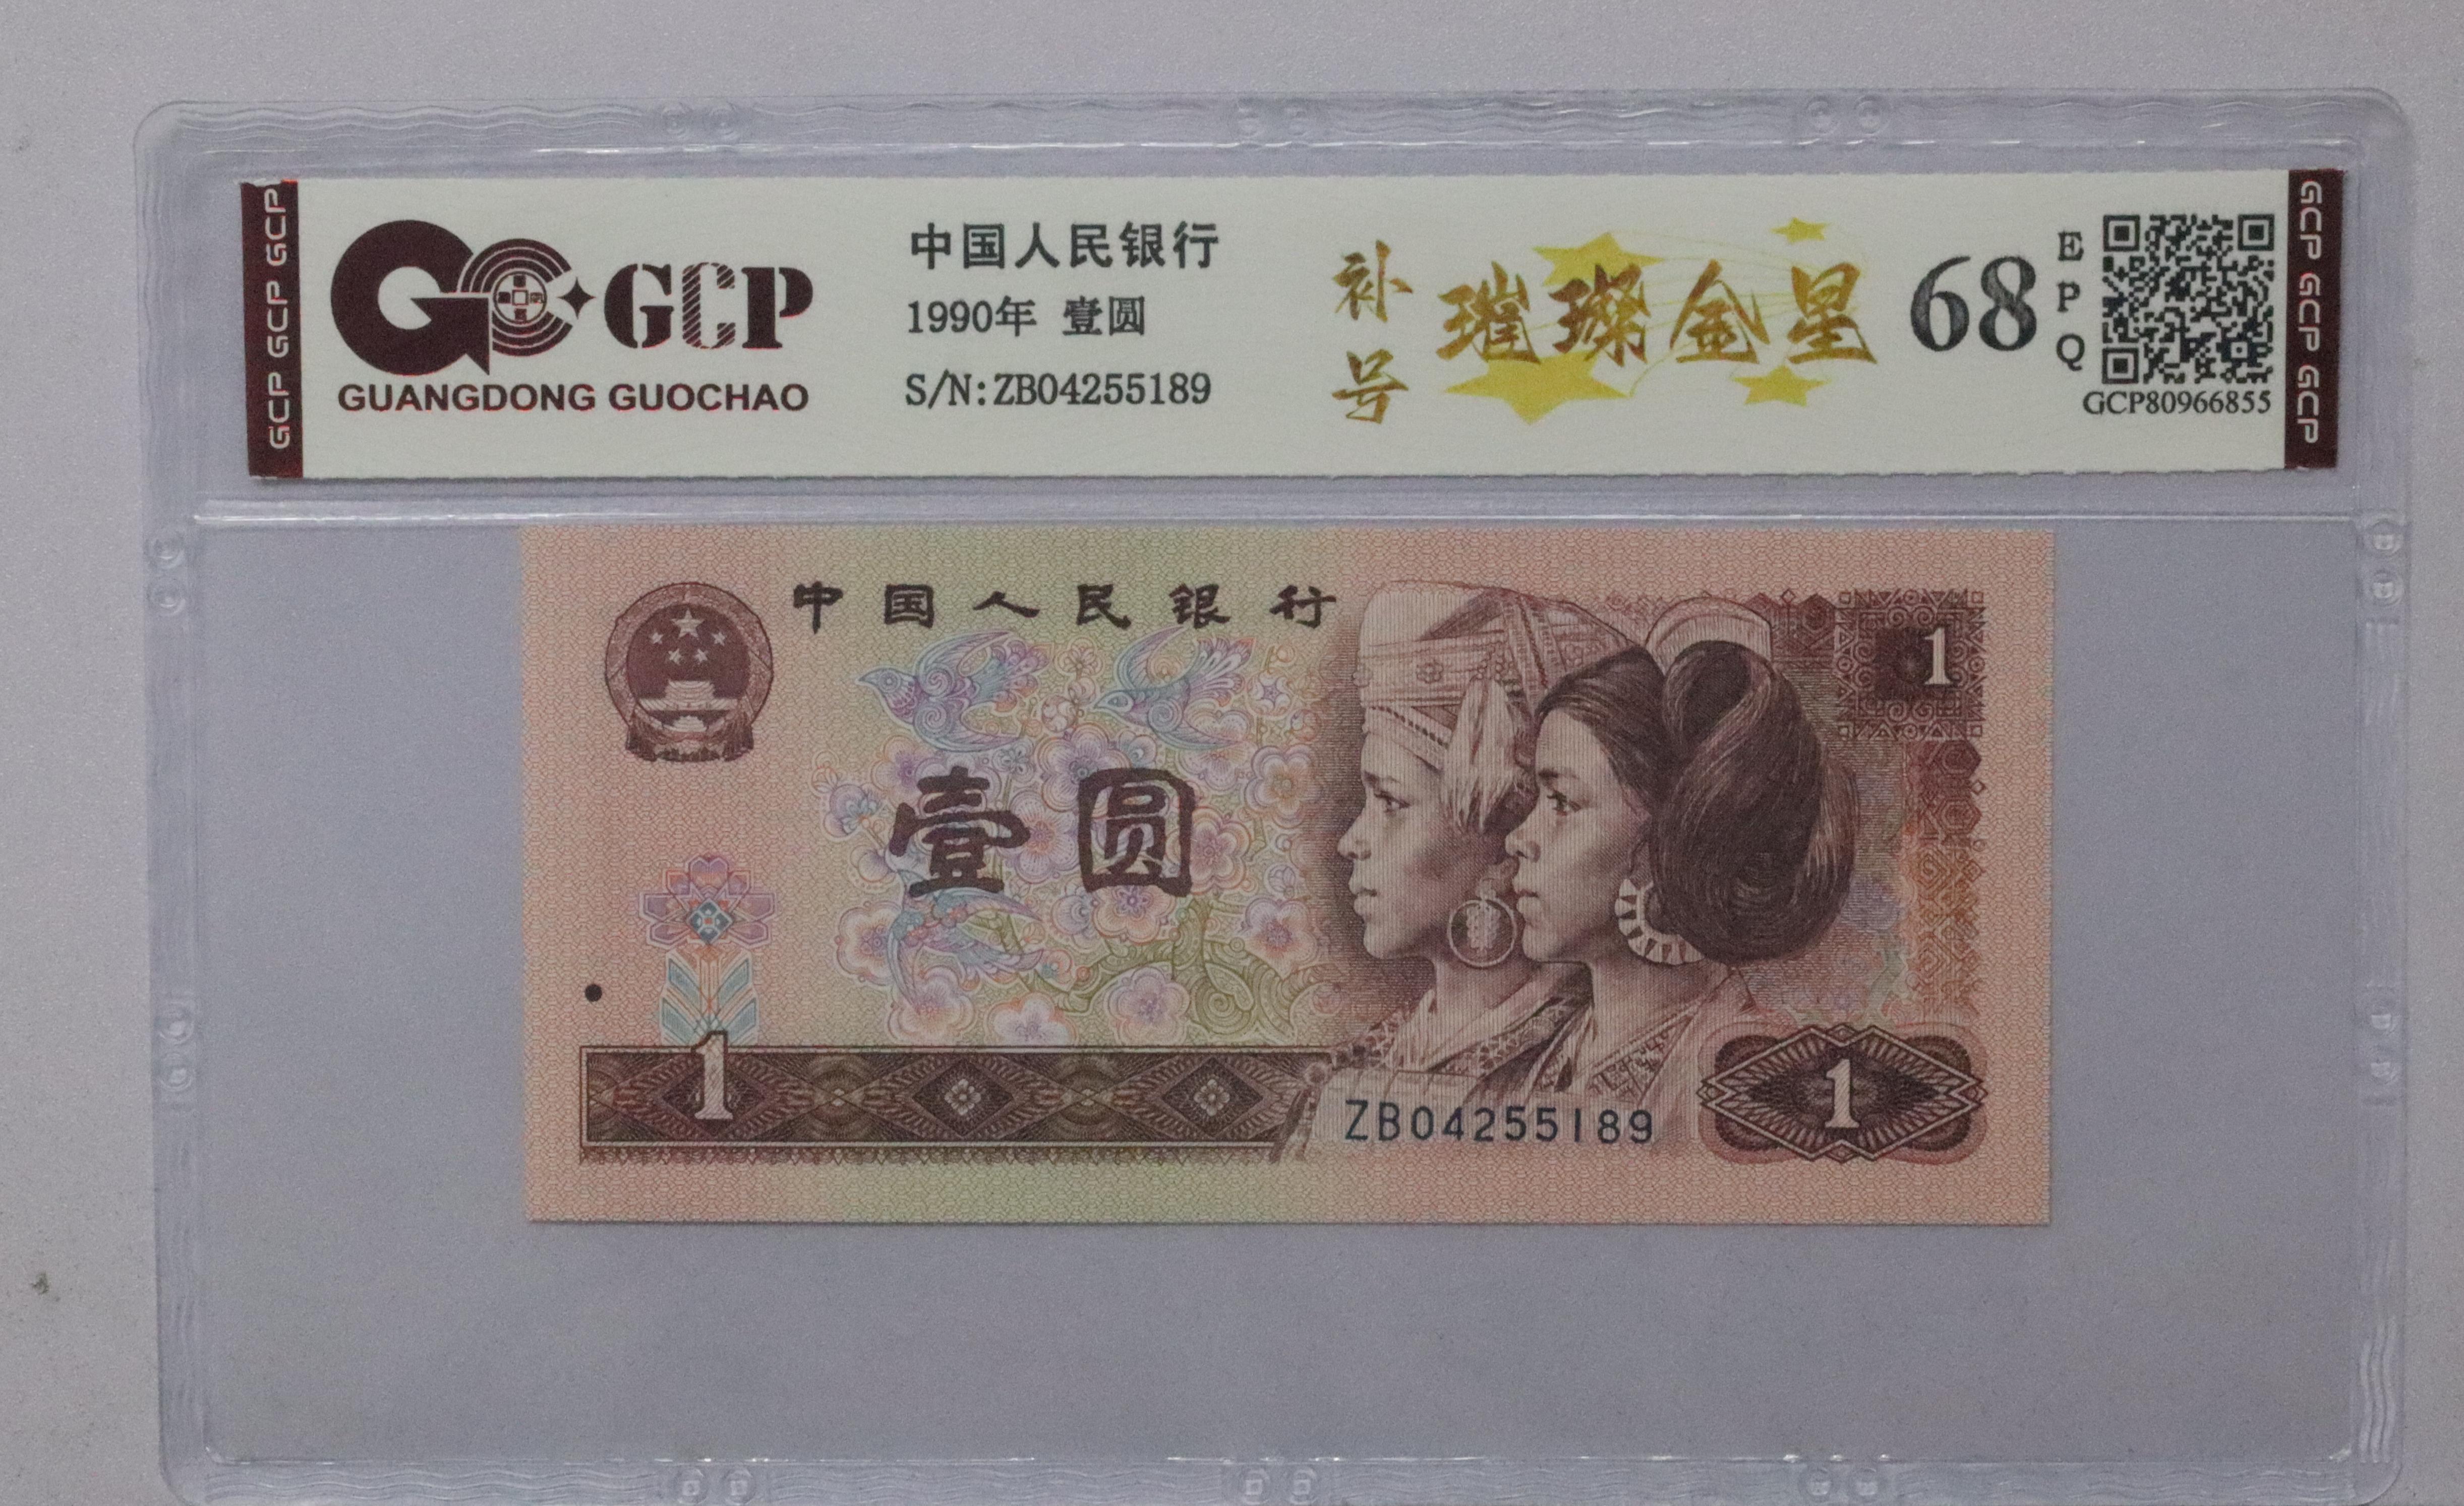 GCP GCP GCP
GCP
GUANGDONG GUOCHAO
中国人民银行
1990年 壹圆
S/N:ZB04255189
补号
璀璨金星
68
EPQ
GCP80966855
GCP GCP GCP
中国人民银行
1
壹圆
1
ZB04255189
1